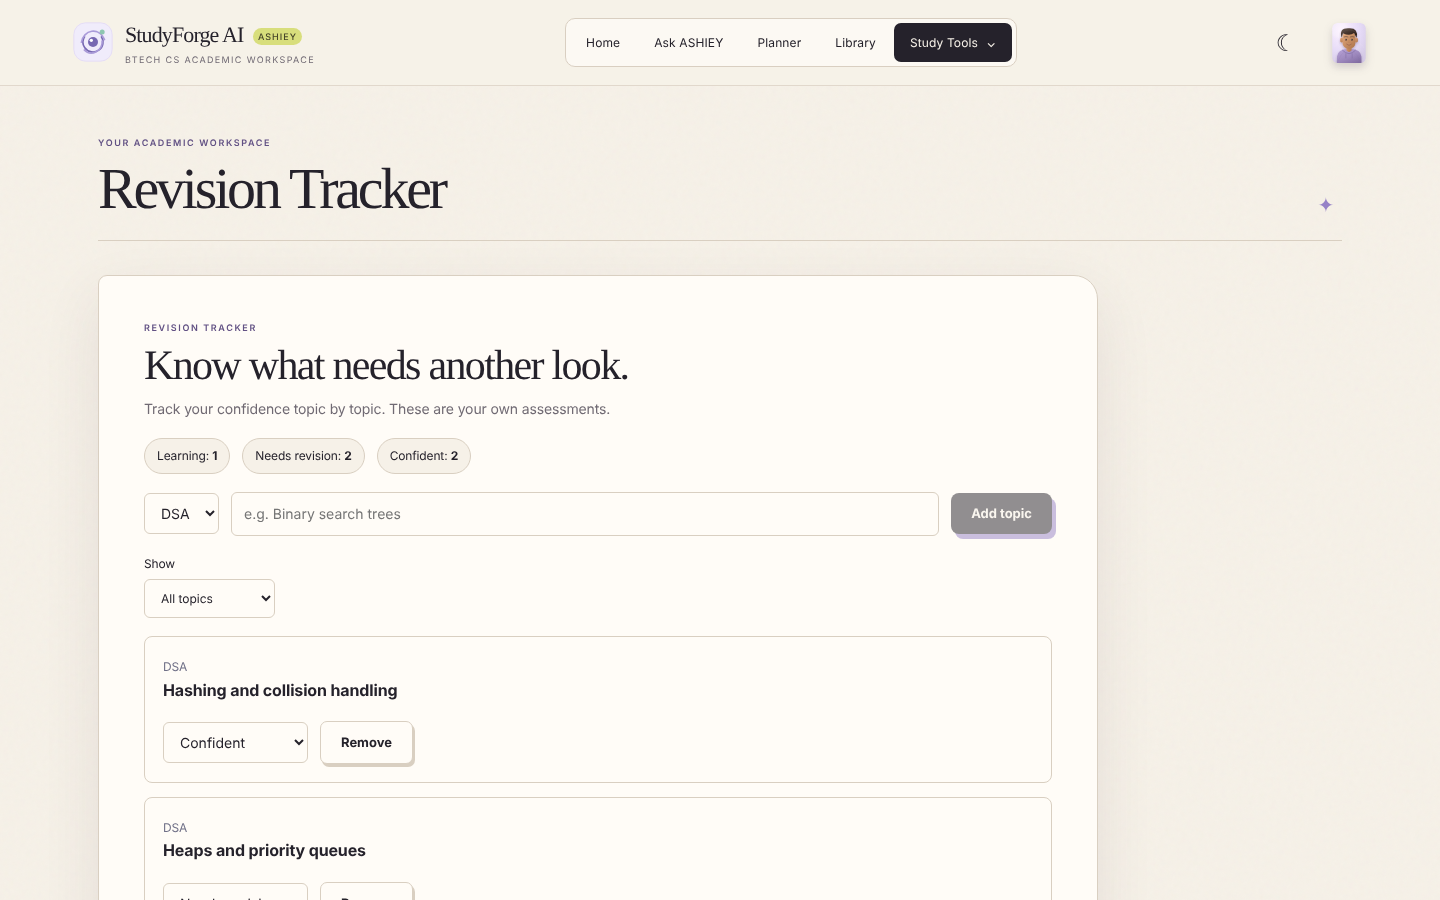 StudyForge AI ASHIEY
BTECH CS ACADEMIC WORKSPACE
Home Ask ASHIEY Planner Library Study Tools
YOUR ACADEMIC WORKSPACE
Revision Tracker
REVISION TRACKER
Know what needs another look.
Track your confidence topic by topic. These are your own assessments.
Learning: 1 Needs revision: 2 Confident: 2
DSA e.g. Binary search trees Add topic
Show
All topics
DSA
Hashing and collision handling
Confident Remove
DSA
Heaps and priority queues